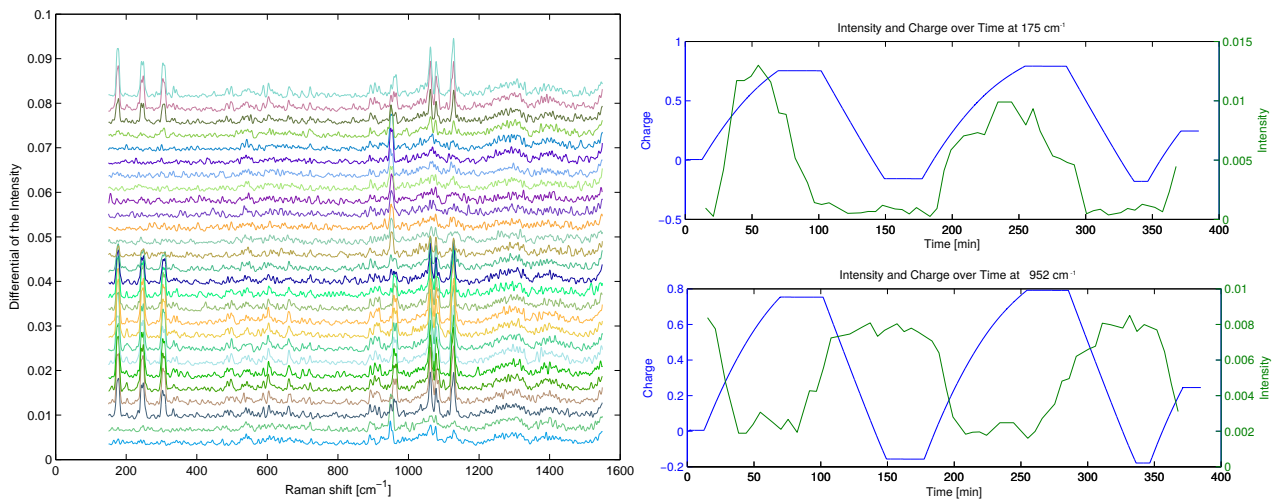 0.1
0.09
0.08
0.07
0.06
0.05
0.04
0.03
0.02
0.01
0
Differential of the Intensity
0 200 400 600 800 1000 1200 1400 1600
Raman shift [cm⁻¹]
Intensity and Charge over Time at 175 cm⁻¹
1
0.5
0
−0.5
Charge
0.015
0.01
0.005
0
Intensity
0 50 100 150 200 250 300 350 400
Time [min]
Intensity and Charge over Time at 952 cm⁻¹
0.8
0.6
0.4
0.2
0
−0.2
Charge
0.01
0.008
0.006
0.004
0.002
0
Intensity
0 50 100 150 200 250 300 350 400
Time [min]